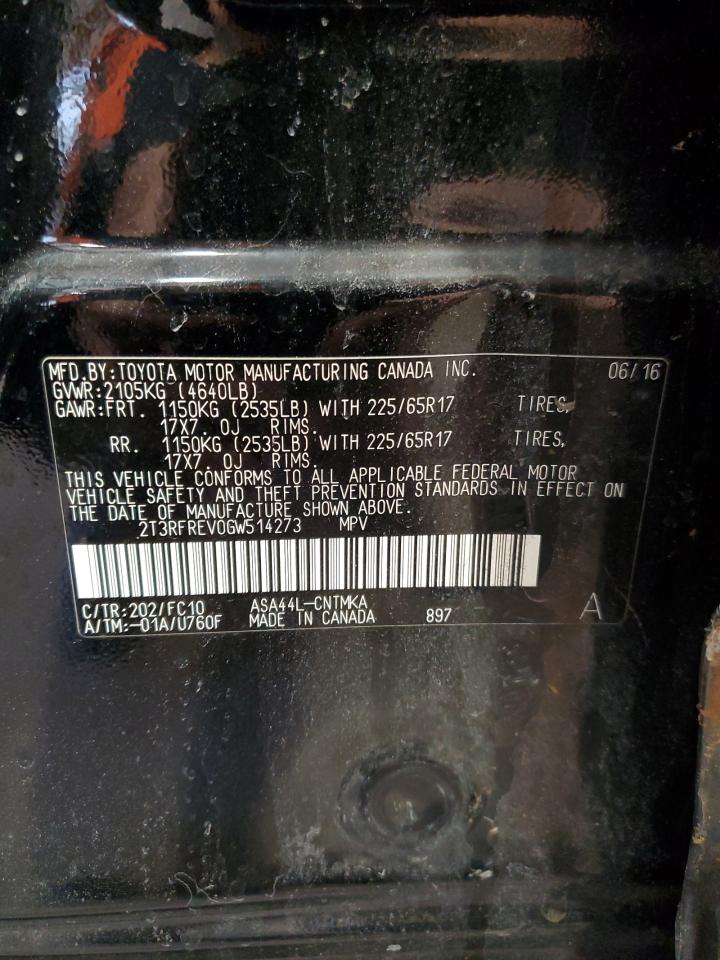 MFD.BY:TOYOTA MOTOR MANUFACTURING CANADA INC. 06/16
GVWR:2105KG (4640LB)
GAWR:FRT. 1150KG (2535LB) WITH 225/65R17 TIRES,
17X7. 0J RIMS.
RR. 1150KG (2535LB) WITH 225/65R17 TIRES,
17X7. 0J RIMS.
THIS VEHICLE CONFORMS TO ALL APPLICABLE FEDERAL MOTOR
VEHICLE SAFETY AND THEFT PREVENTION STANDARDS IN EFFECT ON
THE DATE OF MANUFACTURE SHOWN ABOVE.
2T3RFREV0GW514273 MPV
C/TR:202/FC10 ASA44L-CNTMKA
A/TM:-01A/U760F MADE IN CANADA 897 A